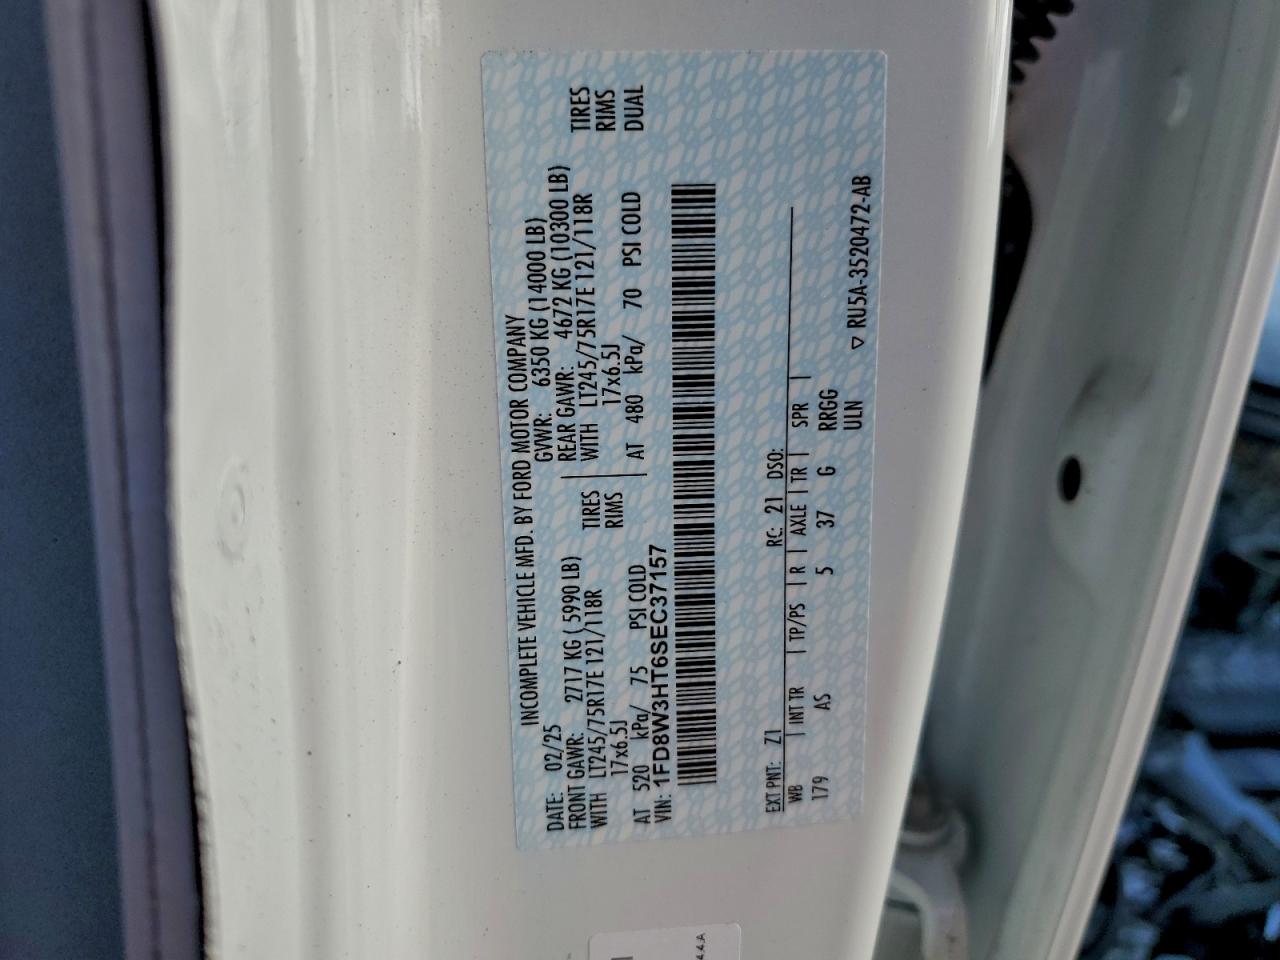 INCOMPLETE VEHICLE MFD. BY FORD MOTOR COMPANY
DATE: 02/25 GVWR: 6350 KG (14000 LB)
FRONT GAWR: 2717 KG ( 5990 LB) REAR GAWR: 4672 KG (10300 LB)
WITH LT245/75R17E 121/118R TIRES WITH LT245/75R17E 121/118R TIRES
17x6.5J RIMS 17x6.5J RIMS
AT 520 kPa/ 75 PSI COLD AT 480 kPa/ 70 PSI COLD DUAL
VIN: 1FD8W3HT6SEC37157
EXT PNT: Z1 RC: 21 DSO:
WB | INT TR | TP/PS | R | AXLE | TR | SPR |
179 AS 5 37 G RRGG
ULN
▽ RU5A-3520472-AB
4.4.A